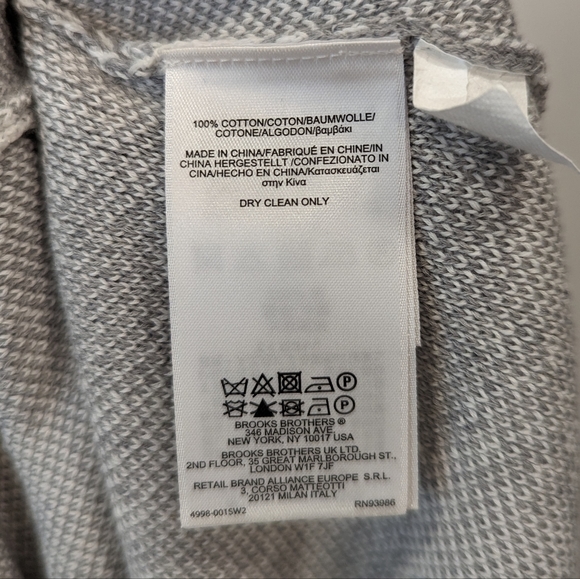 100% COTTON/COTON/BAUMWOLLE/
COTONE/ALGODON/βαμβάκι
MADE IN CHINA/FABRIQUÉ EN CHINE/IN
CHINA HERGESTELLT /CONFEZIONATO IN
CINA/HECHO EN CHINA/Κατασκευάζεται
στην Κίνα
DRY CLEAN ONLY
P
P
BROOKS BROTHERS ®
346 MADISON AVE,
NEW YORK, NY 10017 USA
BROOKS BROTHERS UK LTD.
2ND FLOOR, 35 GREAT MARLBOROUGH ST.,
LONDON W1F 7JF
RETAIL BRAND ALLIANCE EUROPE S.R.L.
3, CORSO MATTEOTTI
20121 MILAN ITALY
4998-0015W2 RN93986